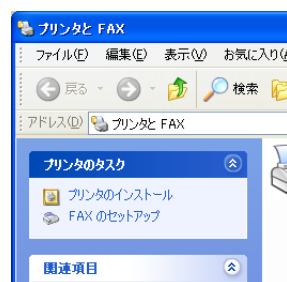 プリンタと FAX
ファイル(F) 編集(E) 表示(V) お気に入り(A
戻る 検索
アドレス(D) プリンタと FAX
プリンタのタスク
プリンタのインストール
FAX のセットアップ
関連項目